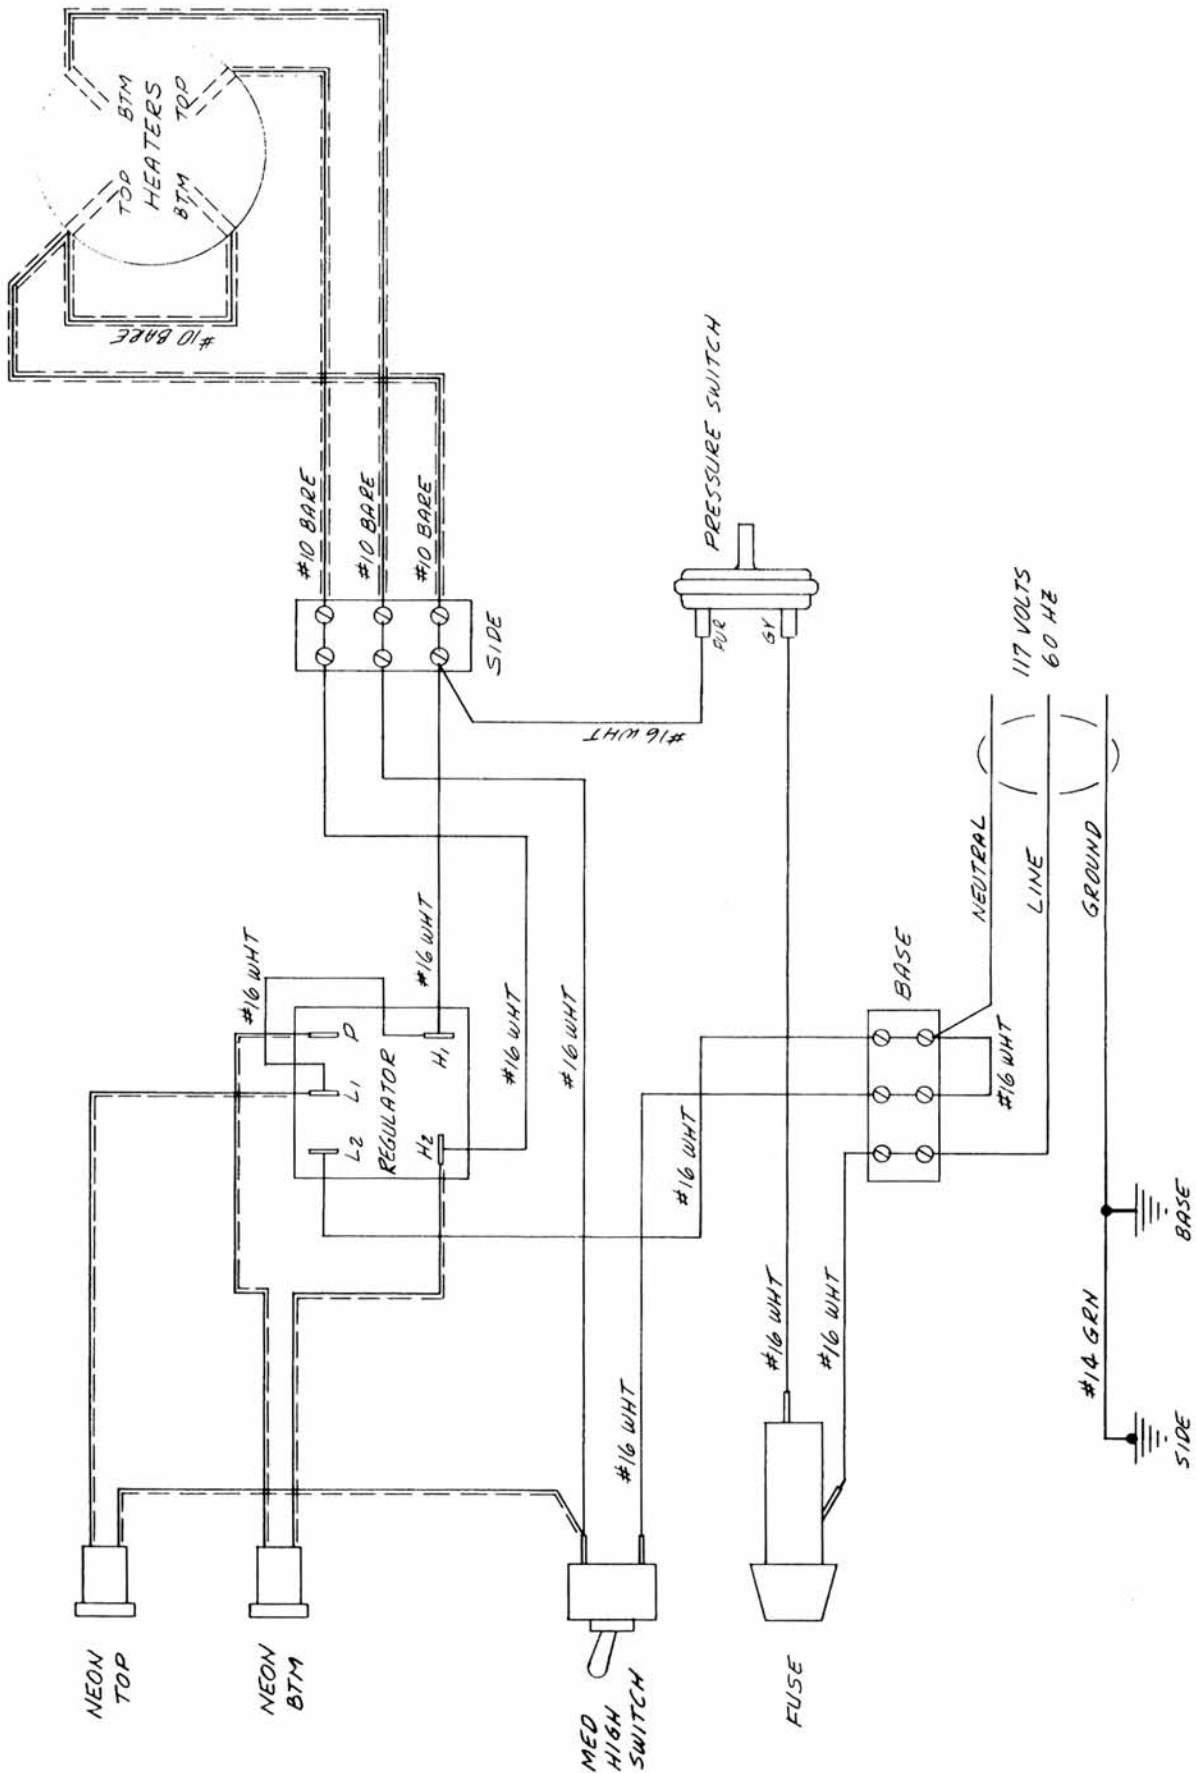 NEON
TOP
NEON
BTM
MED
HIGH
SWITCH
FUSE
#16 WHT
#16 WHT
#16 WHT
#14 GRN
SIDE
BASE
L2
L1
P
REGULATOR
H2
H1
#16 WHT
#16 WHT
#16 WHT
#16 WHT
#16 WHT
#16 WHT
BASE
NEUTRAL
LINE
GROUND
117 VOLTS
60 HZ
#16 WHT
PUR
GY
PRESSURE SWITCH
SIDE
#10 BARE
#10 BARE
#10 BARE
#10 BARE
TOP
BTM
HEATERS
BTM
TOP